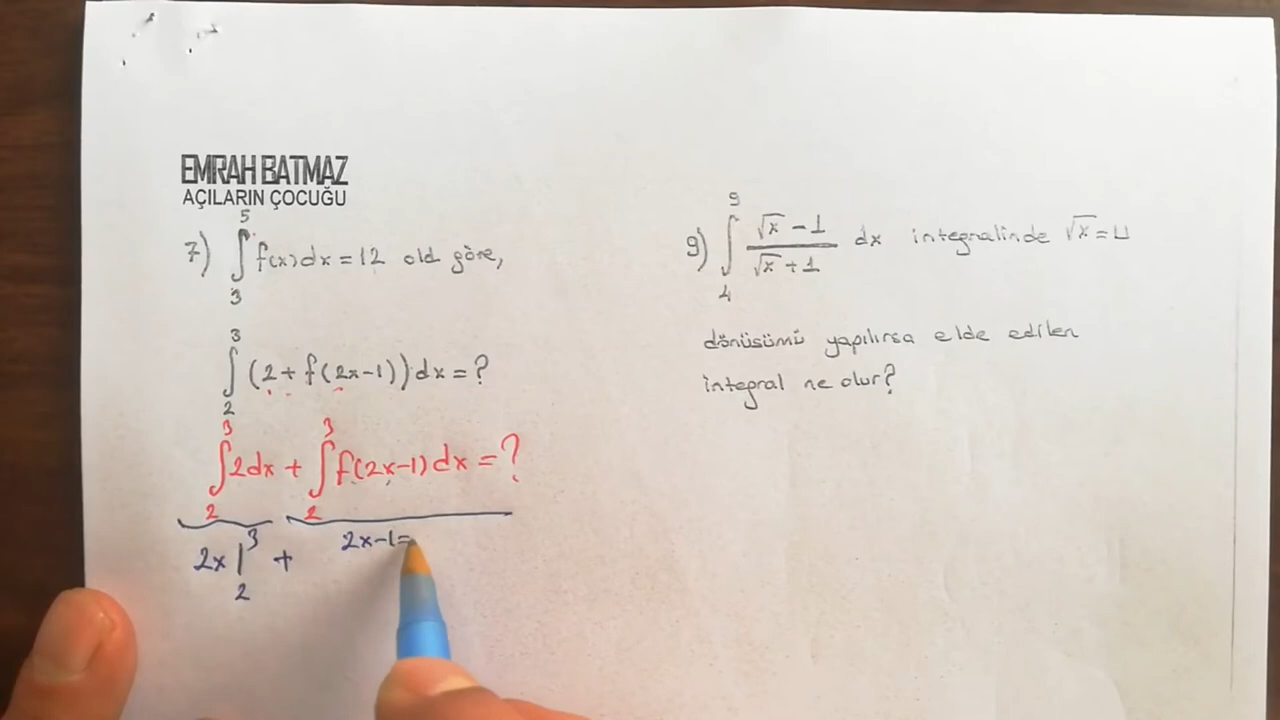 EMRAH BATMAZ
AÇILARIN ÇOCUĞU
7) ∫₃⁵ f(x)dx = 12 old göre,
∫₂³ (2 + f(2x-1))dx = ?
∫₂³ 2dx + ∫₂³ f(2x-1)dx = ?
2x |₂³ + 2x-1=
9) ∫₄⁹ (√x - 1)/(√x + 1) dx integralinde √x = u
dönüsümü yapılırsa elde edilen
integral ne olur?